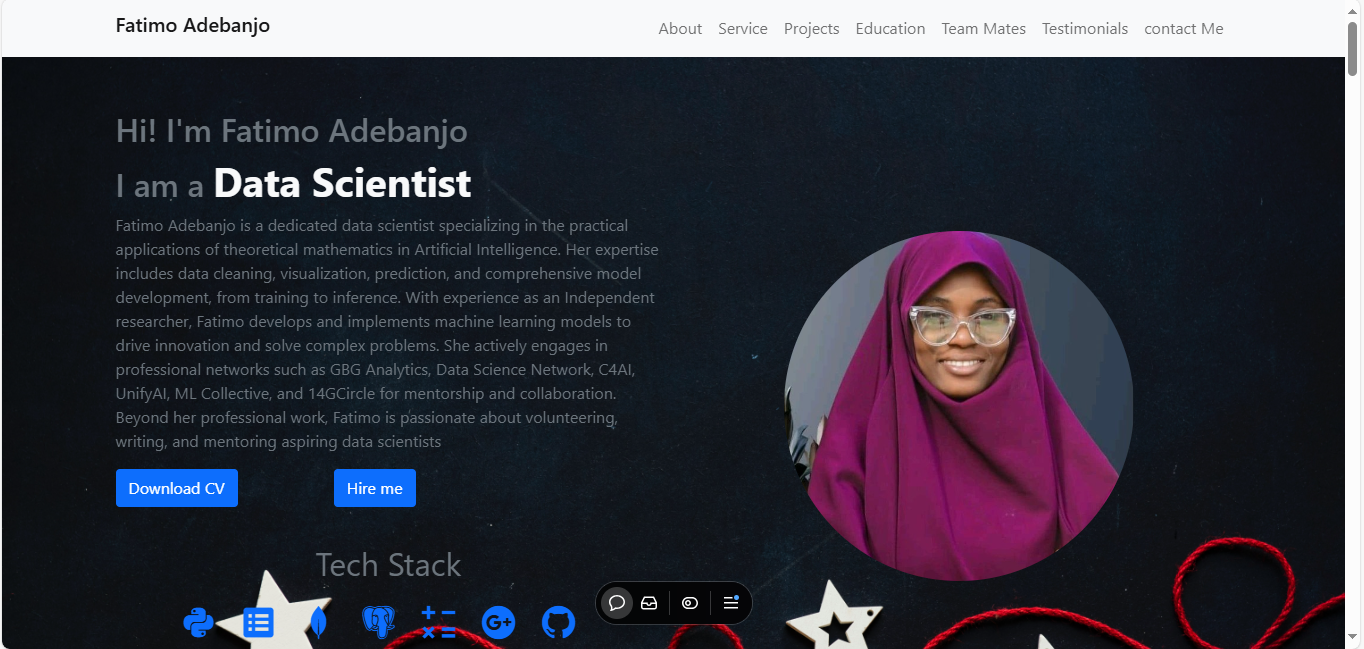 Fatimo Adebanjo
About Service Projects Education Team Mates Testimonials contact Me
Hi! I'm Fatimo Adebanjo
I am a Data Scientist
Fatimo Adebanjo is a dedicated data scientist specializing in the practical
applications of theoretical mathematics in Artificial Intelligence. Her expertise
includes data cleaning, visualization, prediction, and comprehensive model
development, from training to inference. With experience as an Independent
researcher, Fatimo develops and implements machine learning models to
drive innovation and solve complex problems. She actively engages in
professional networks such as GBG Analytics, Data Science Network, C4AI,
UnifyAI, ML Collective, and 14GCircle for mentorship and collaboration.
Beyond her professional work, Fatimo is passionate about volunteering,
writing, and mentoring aspiring data scientists
Download CV Hire me
Tech Stack
G+